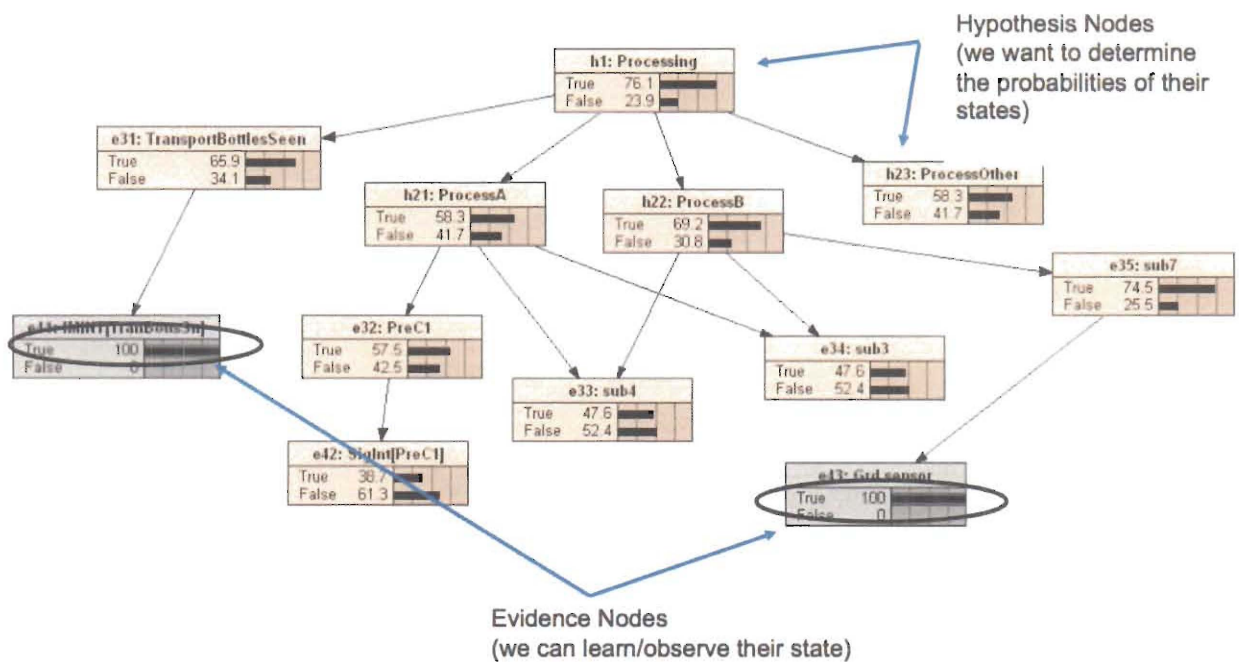 Hypothesis Nodes
(we want to determine
the probabilities of their
states)
h1: Processing
True 76.1
False 23.9
e31: TransportBottlesSeen
True 65.9
False 34.1
h21: ProcessA
True 58.3
False 41.7
h22: ProcessB
True 69.2
False 30.8
h23: ProcessOther
True 58.3
False 41.7
e35: sub7
True 74.5
False 25.5
True 100
False 0
e32: PreC1
True 57.5
False 42.5
e33: sub4
True 47.6
False 52.4
e34: sub3
True 47.6
False 52.4
e42: SigInt[PreC1]
True 38.7
False 61.3
e43: Grd sensor
True 100
False 0
Evidence Nodes
(we can learn/observe their state)